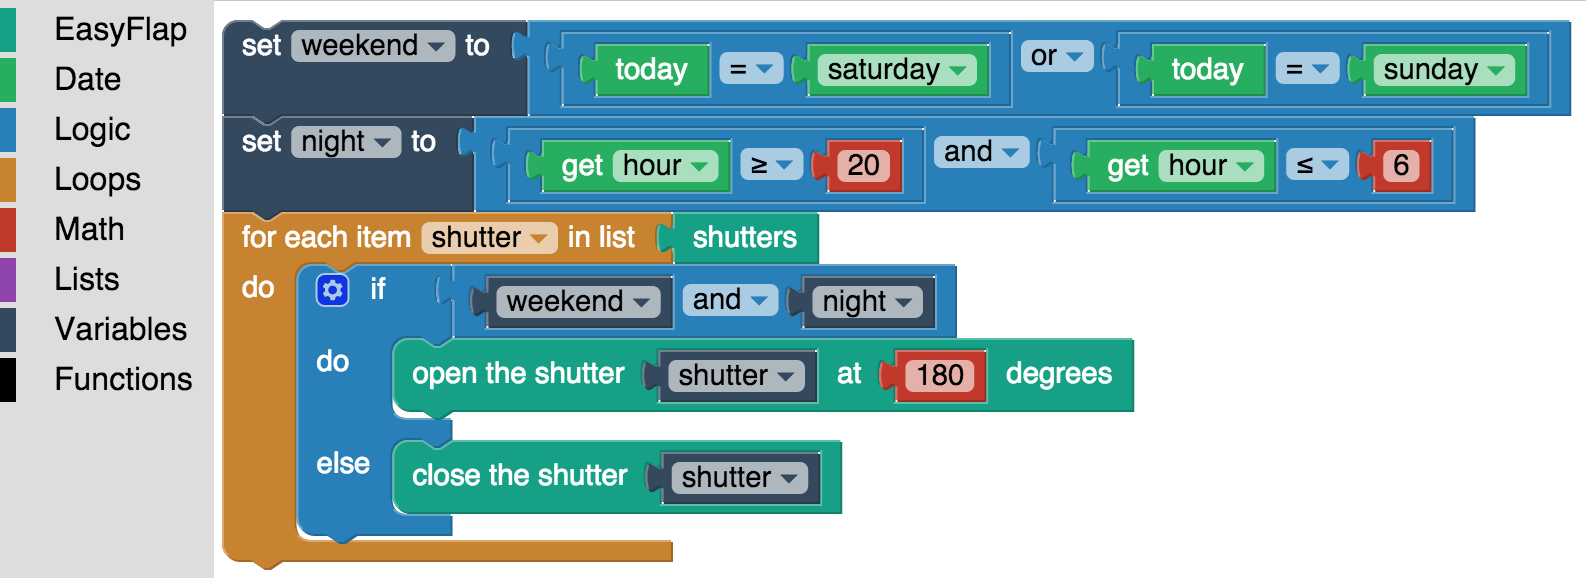 EasyFlap
Date
Logic
Loops
Math
Lists
Variables
Functions
set weekend to today = saturday or today = sunday
set night to get hour ≥ 20 and get hour ≤ 6
for each item shutter in list shutters
do if weekend and night
do open the shutter shutter at 180 degrees
else close the shutter shutter